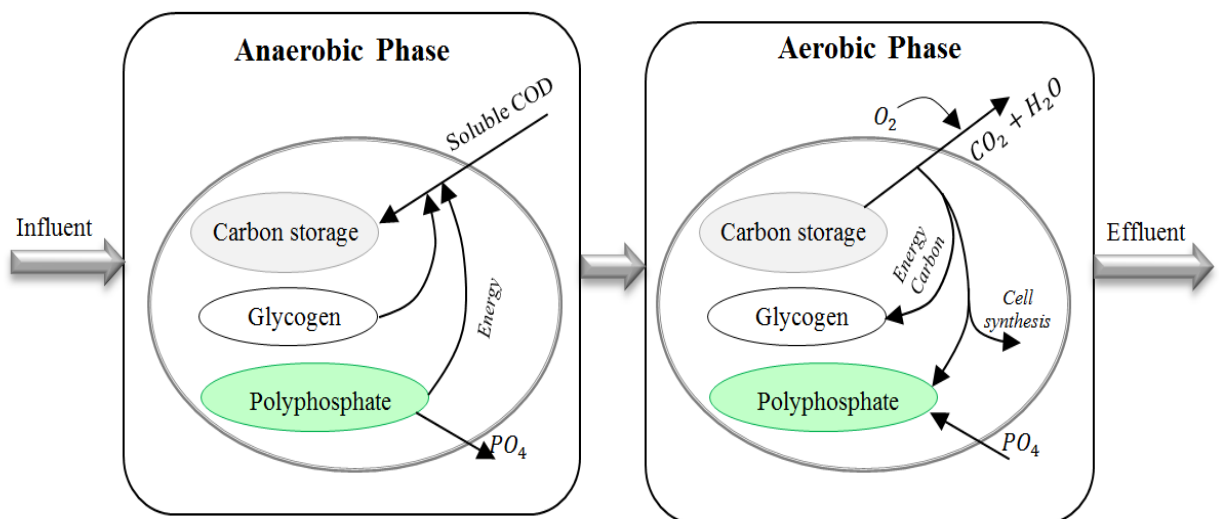 Anaerobic Phase
Aerobic Phase
Influent
Soluble COD
Carbon storage
Glycogen
Polyphosphate
Energy
PO₄
O₂
CO₂ + H₂O
Carbon storage
Energy
Carbon
Glycogen
Cell
synthesis
Polyphosphate
PO₄
Effluent